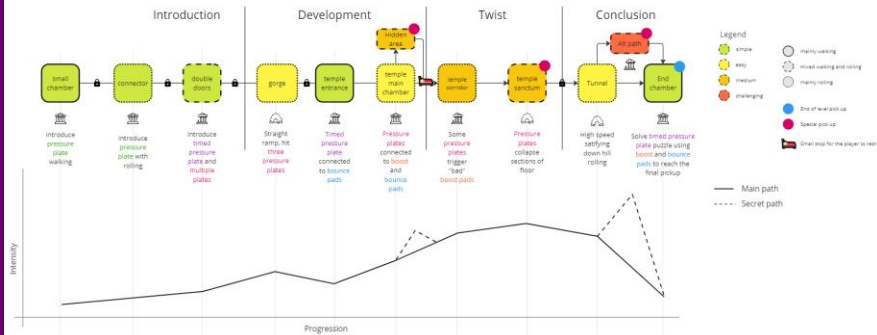 Introduction
Development
Twist
Conclusion
Hidden
area
Alt path
small
chamber
connector
double
doors
gorge
temple
entrance
temple
main
chamber
temple
corridor
temple
sanctum
Tunnel
End
chamber
Introduce
pressure
plate
walking
Introduce
pressure
plate with
rolling
Introduce
timed
pressure
plate and
multiple
plates
Straight
ramp, hit
three
pressure
plates
Timed
pressure
plate
connected
to bounce
pads
Pressure
plates
connected
to boost
and
bounce
pads
Some
pressure
plates
trigger
"bad"
boost pads
Pressure
plates
collapse
sections of
floor
High speed
satifying
down hill
rolling
Solve timed pressure
plate puzzle using
boost and bounce
pads to reach the
final pickup
Legend
simple
easy
medium
challenging
mainly walking
mixed walking and rolling
mainly rolling
End of level pick up
Special pick up
Small stop for the player to rest
Main path
Secret path
Intensity
Progression